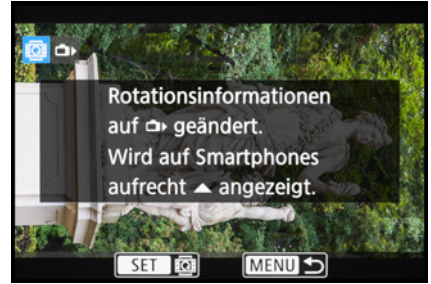 Rotationsinformationen
auf geändert.
Wird auf Smartphones
aufrecht ▲ angezeigt.
SET MENU